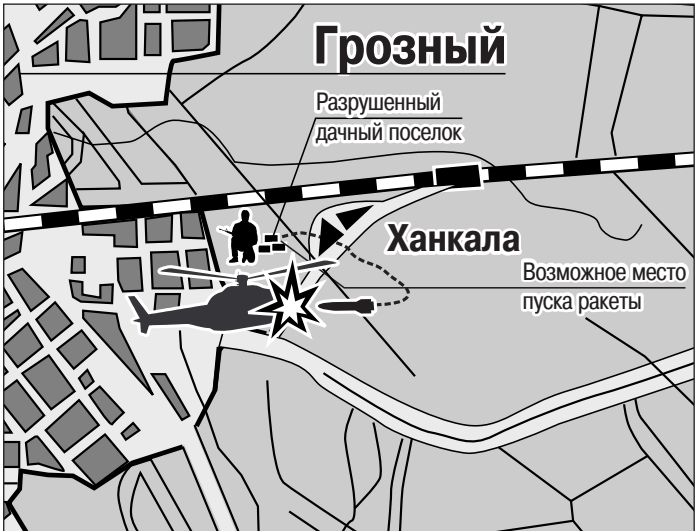 Грозный
Разрушенный
дачный поселок
Ханкала
Возможное место
пуска ракеты